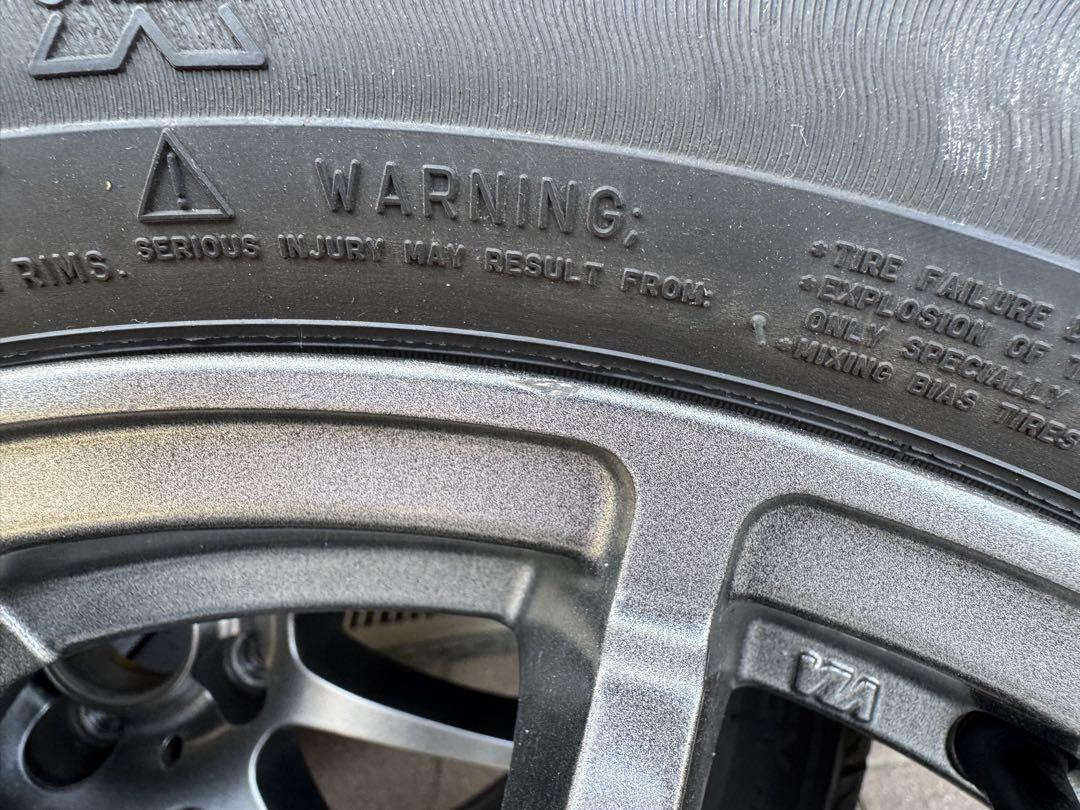 WARNING;
RIMS.
SERIOUS INJURY MAY RESULT FROM:
*TIRE FAILURE
*EXPLOSION OF
ONLY SPECIALLY
*MIXING BIAS TIRES
VIA